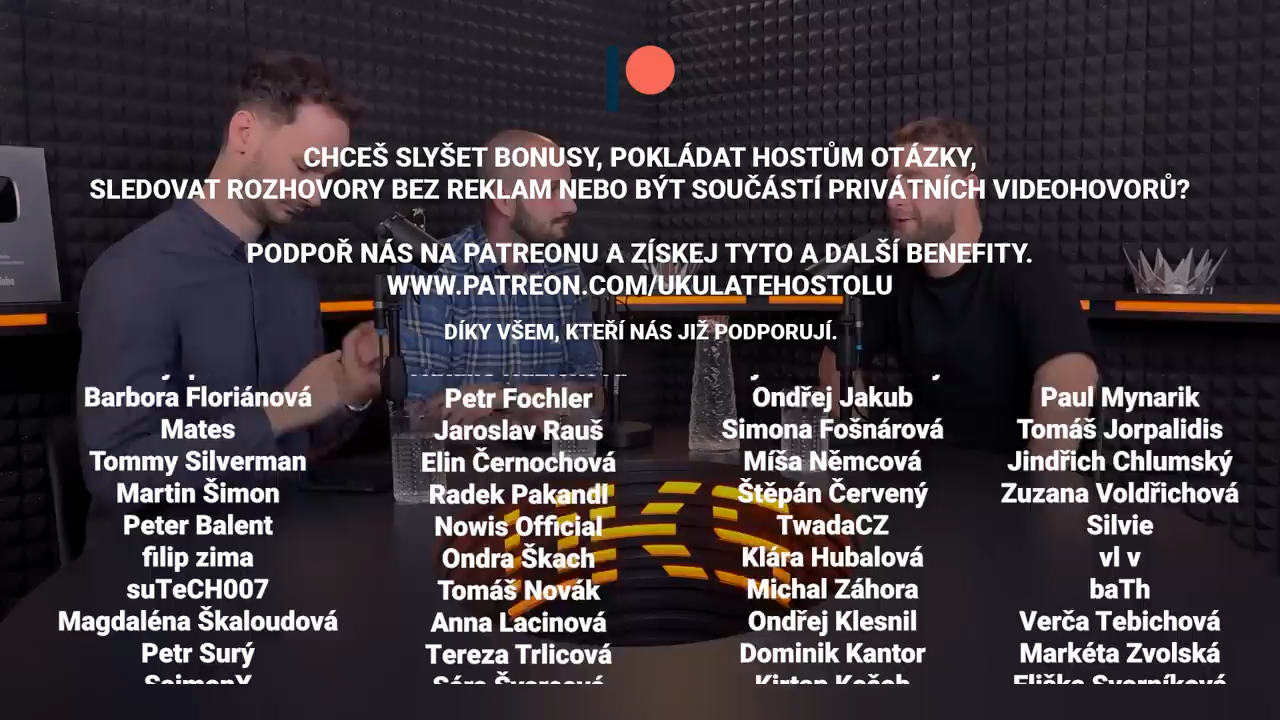 CHCEŠ SLYŠET BONUSY, POKLÁDAT HOSTŮM OTÁZKY,
SLEDOVAT ROZHOVORY BEZ REKLAM NEBO BÝT SOUČÁSTÍ PRIVÁTNÍCH VIDEOHOVORŮ?
PODPOŘ NÁS NA PATREONU A ZÍSKEJ TYTO A DALŠÍ BENEFITY.
WWW.PATREON.COM/UKULATEHOSTOLU
DÍKY VŠEM, KTEŘÍ NÁS JIŽ PODPORUJÍ.
Barbora Floriánová
Mates
Tommy Silverman
Martin Šimon
Peter Balent
filip zima
suTeCH007
Magdaléna Škaloudová
Petr Surý
Petr Fochler
Jaroslav Rauš
Elin Černochová
Radek Pakandl
Nowis Official
Ondra Škach
Tomáš Novák
Anna Lacinová
Tereza Trlicová
Ondřej Jakub
Simona Fošnárová
Míša Němcová
Štěpán Červený
TwadaCZ
Klára Hubalová
Michal Záhora
Ondřej Klesnil
Dominik Kantor
Paul Mynarik
Tomáš Jorpalidis
Jindřich Chlumský
Zuzana Voldřichová
Silvie
vl v
baTh
Verča Tebichová
Markéta Zvolská